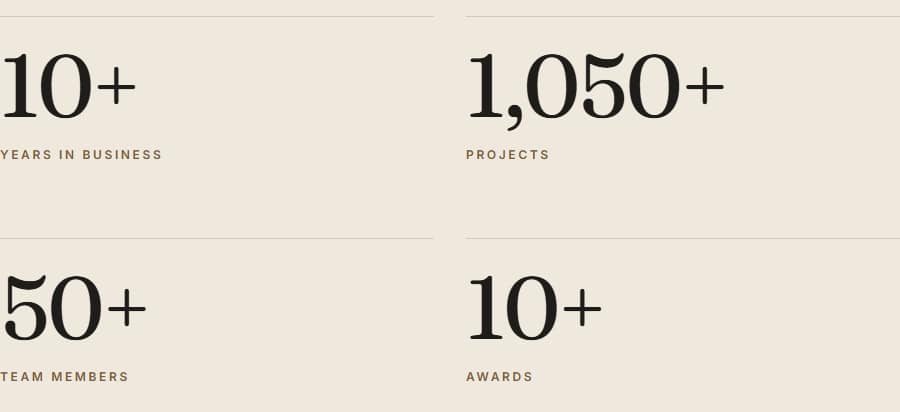 10+
1,050+
YEARS IN BUSINESS
PROJECTS
50+
10+
TEAM MEMBERS
AWARDS